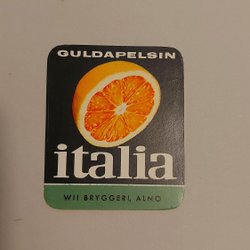 GULDAPELSIN
italia
WII BRYGGERI, ALNÖ